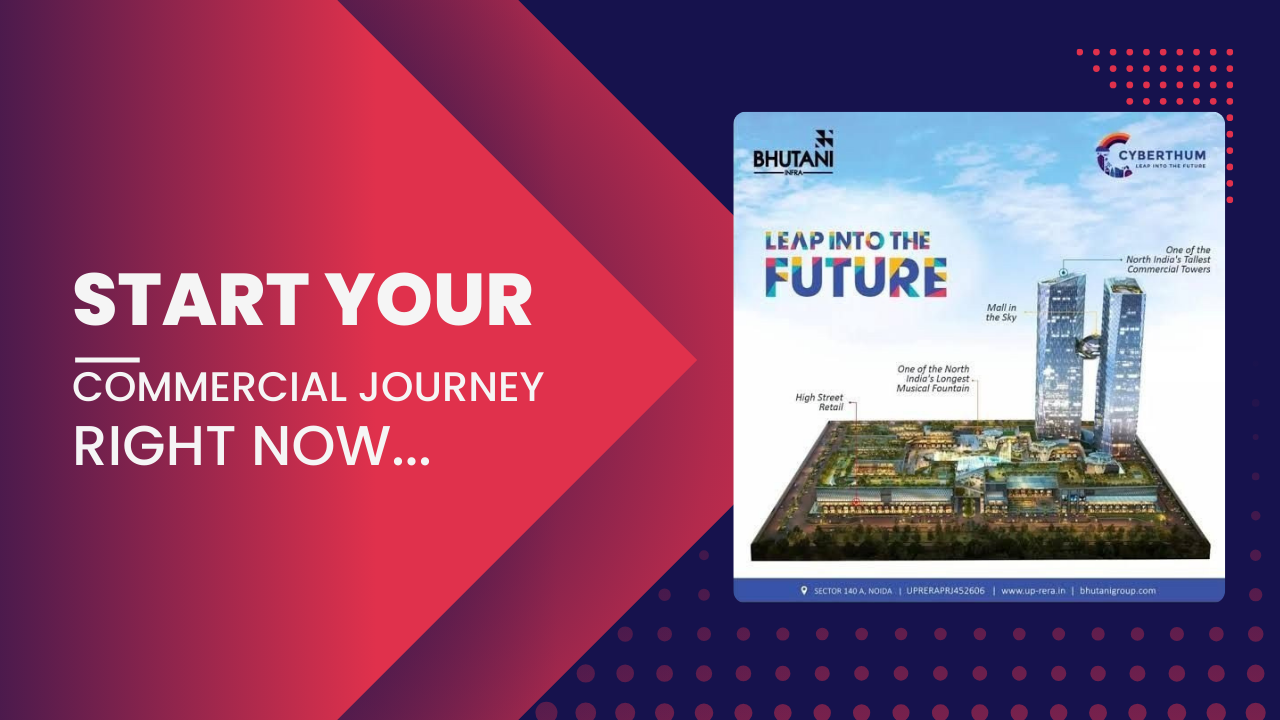 START YOUR
COMMERCIAL JOURNEY
RIGHT NOW...
BHUTANI
INFRA
CYBERTHUM
LEAP INTO THE FUTURE
LEAP INTO THE
FUTURE
One of the
North India's Tallest
Commercial Towers
Mall in
the Sky
One of the North
India's Longest
Musical Fountain
High Street
Retail
SECTOR 140 A, NOIDA | UPRERAPRJ452606 | www.up-rera.in | bhutanigroup.com